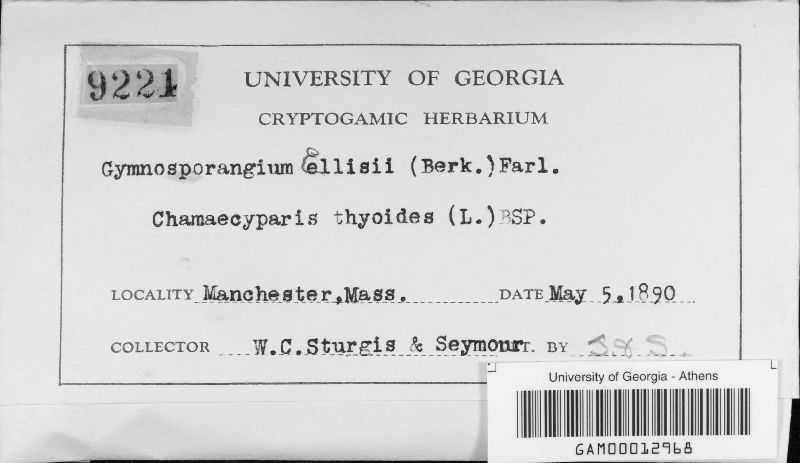 9221
UNIVERSITY OF GEORGIA
CRYPTOGAMIC HERBARIUM
Gymnosporangium Ellisii (Berk.) Farl.
Chamaecyparis thyoides (L.) BSP.
LOCALITY Manchester, Mass. DATE May 5, 1890
COLLECTOR W.C. Sturgis & Seymour T. BY S & S.
University of Georgia - Athens
GAM00012968